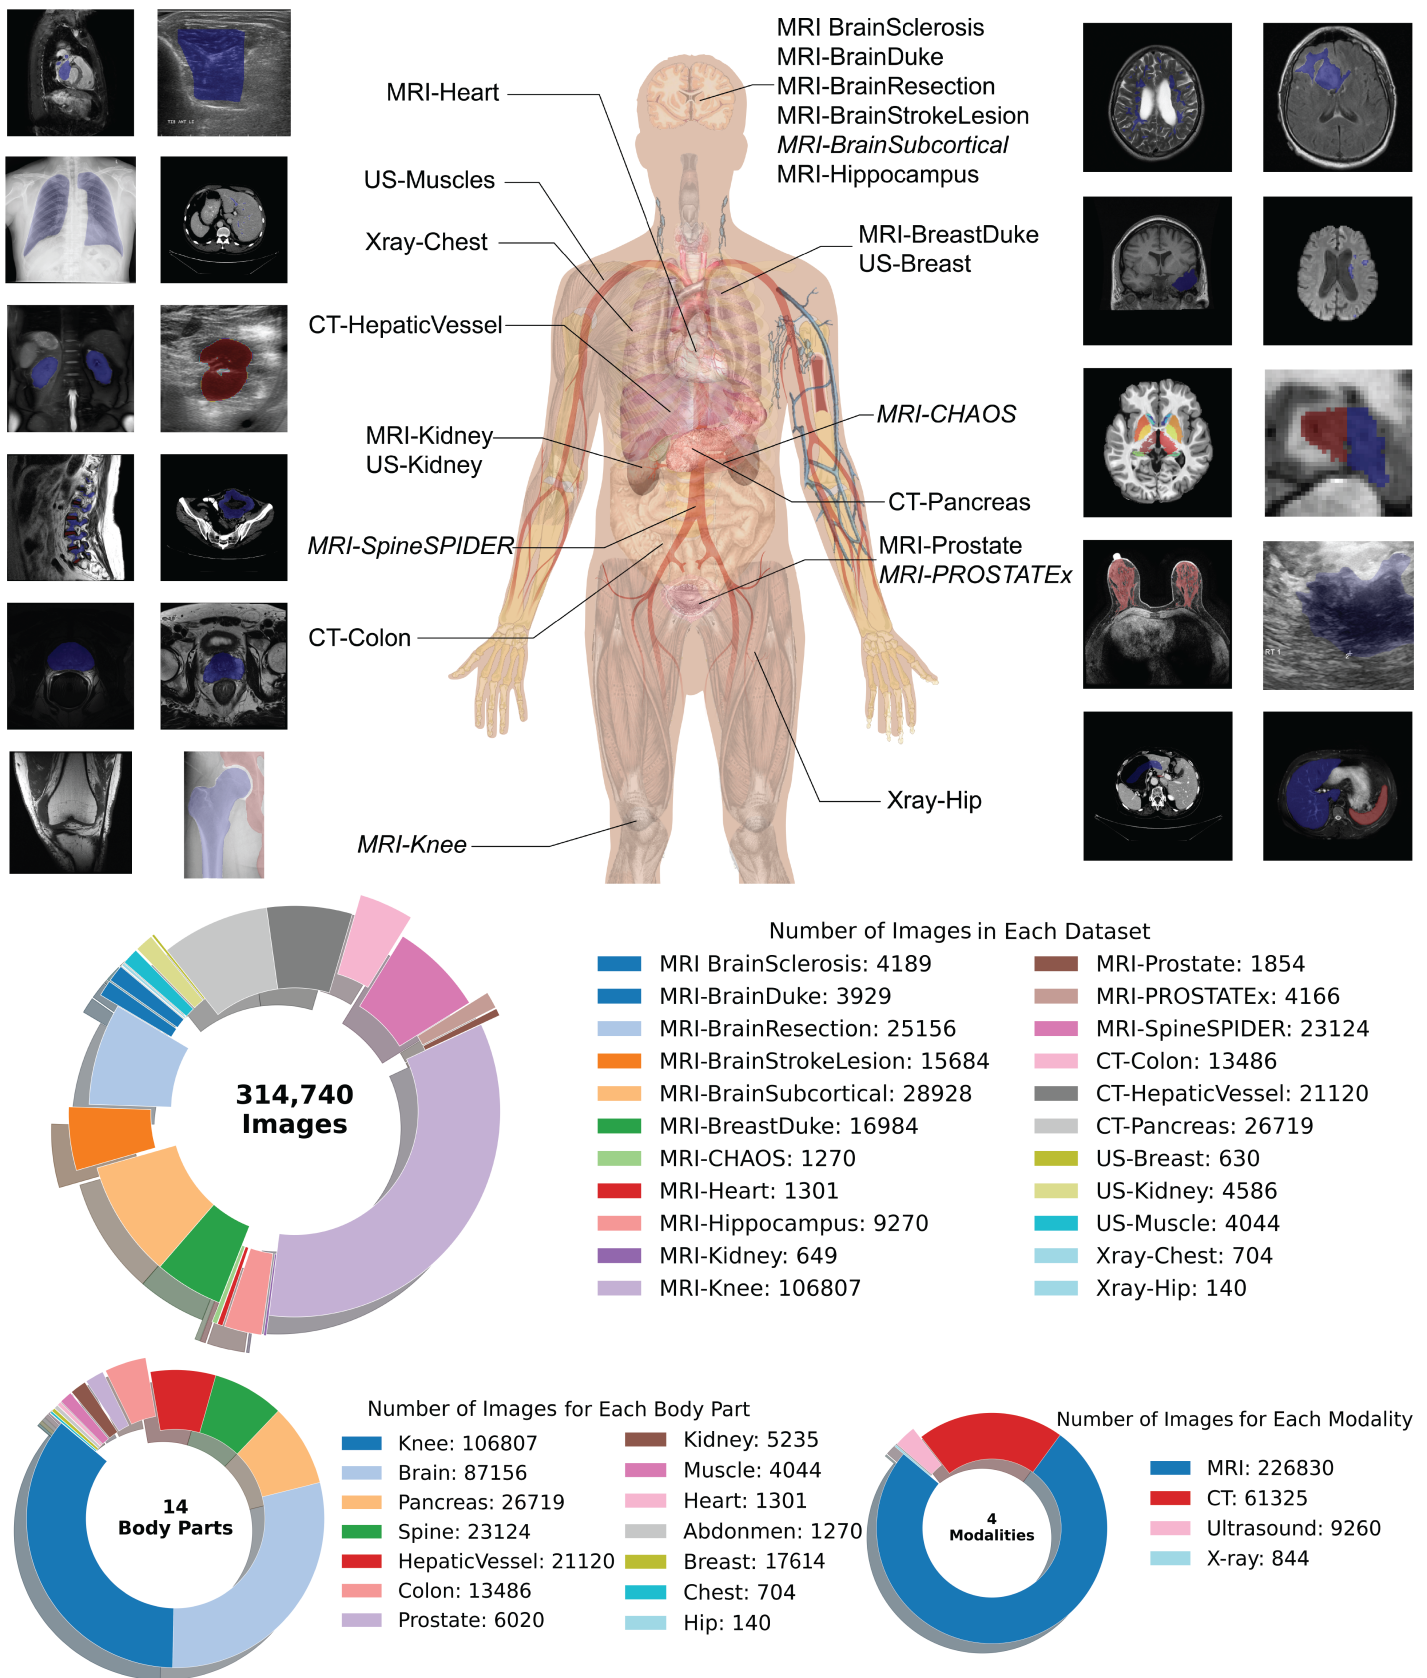 TIB ANT LI
MRI-Heart
US-Muscles
Xray-Chest
CT-HepaticVessel
MRI-Kidney
US-Kidney
MRI-SpineSPIDER
CT-Colon
MRI-Knee
MRI BrainSclerosis
MRI-BrainDuke
MRI-BrainResection
MRI-BrainStrokeLesion
MRI-BrainSubcortical
MRI-Hippocampus
MRI-BreastDuke
US-Breast
MRI-CHAOS
CT-Pancreas
MRI-Prostate
MRI-PROSTATEx
Xray-Hip
RT 1
314,740
Images
Number of Images in Each Dataset
MRI BrainSclerosis: 4189
MRI-BrainDuke: 3929
MRI-BrainResection: 25156
MRI-BrainStrokeLesion: 15684
MRI-BrainSubcortical: 28928
MRI-BreastDuke: 16984
MRI-CHAOS: 1270
MRI-Heart: 1301
MRI-Hippocampus: 9270
MRI-Kidney: 649
MRI-Knee: 106807
MRI-Prostate: 1854
MRI-PROSTATEx: 4166
MRI-SpineSPIDER: 23124
CT-Colon: 13486
CT-HepaticVessel: 21120
CT-Pancreas: 26719
US-Breast: 630
US-Kidney: 4586
US-Muscle: 4044
Xray-Chest: 704
Xray-Hip: 140
14
Body Parts
Number of Images for Each Body Part
Knee: 106807
Brain: 87156
Pancreas: 26719
Spine: 23124
HepaticVessel: 21120
Colon: 13486
Prostate: 6020
Kidney: 5235
Muscle: 4044
Heart: 1301
Abdonmen: 1270
Breast: 17614
Chest: 704
Hip: 140
4
Modalities
Number of Images for Each Modality
MRI: 226830
CT: 61325
Ultrasound: 9260
X-ray: 844